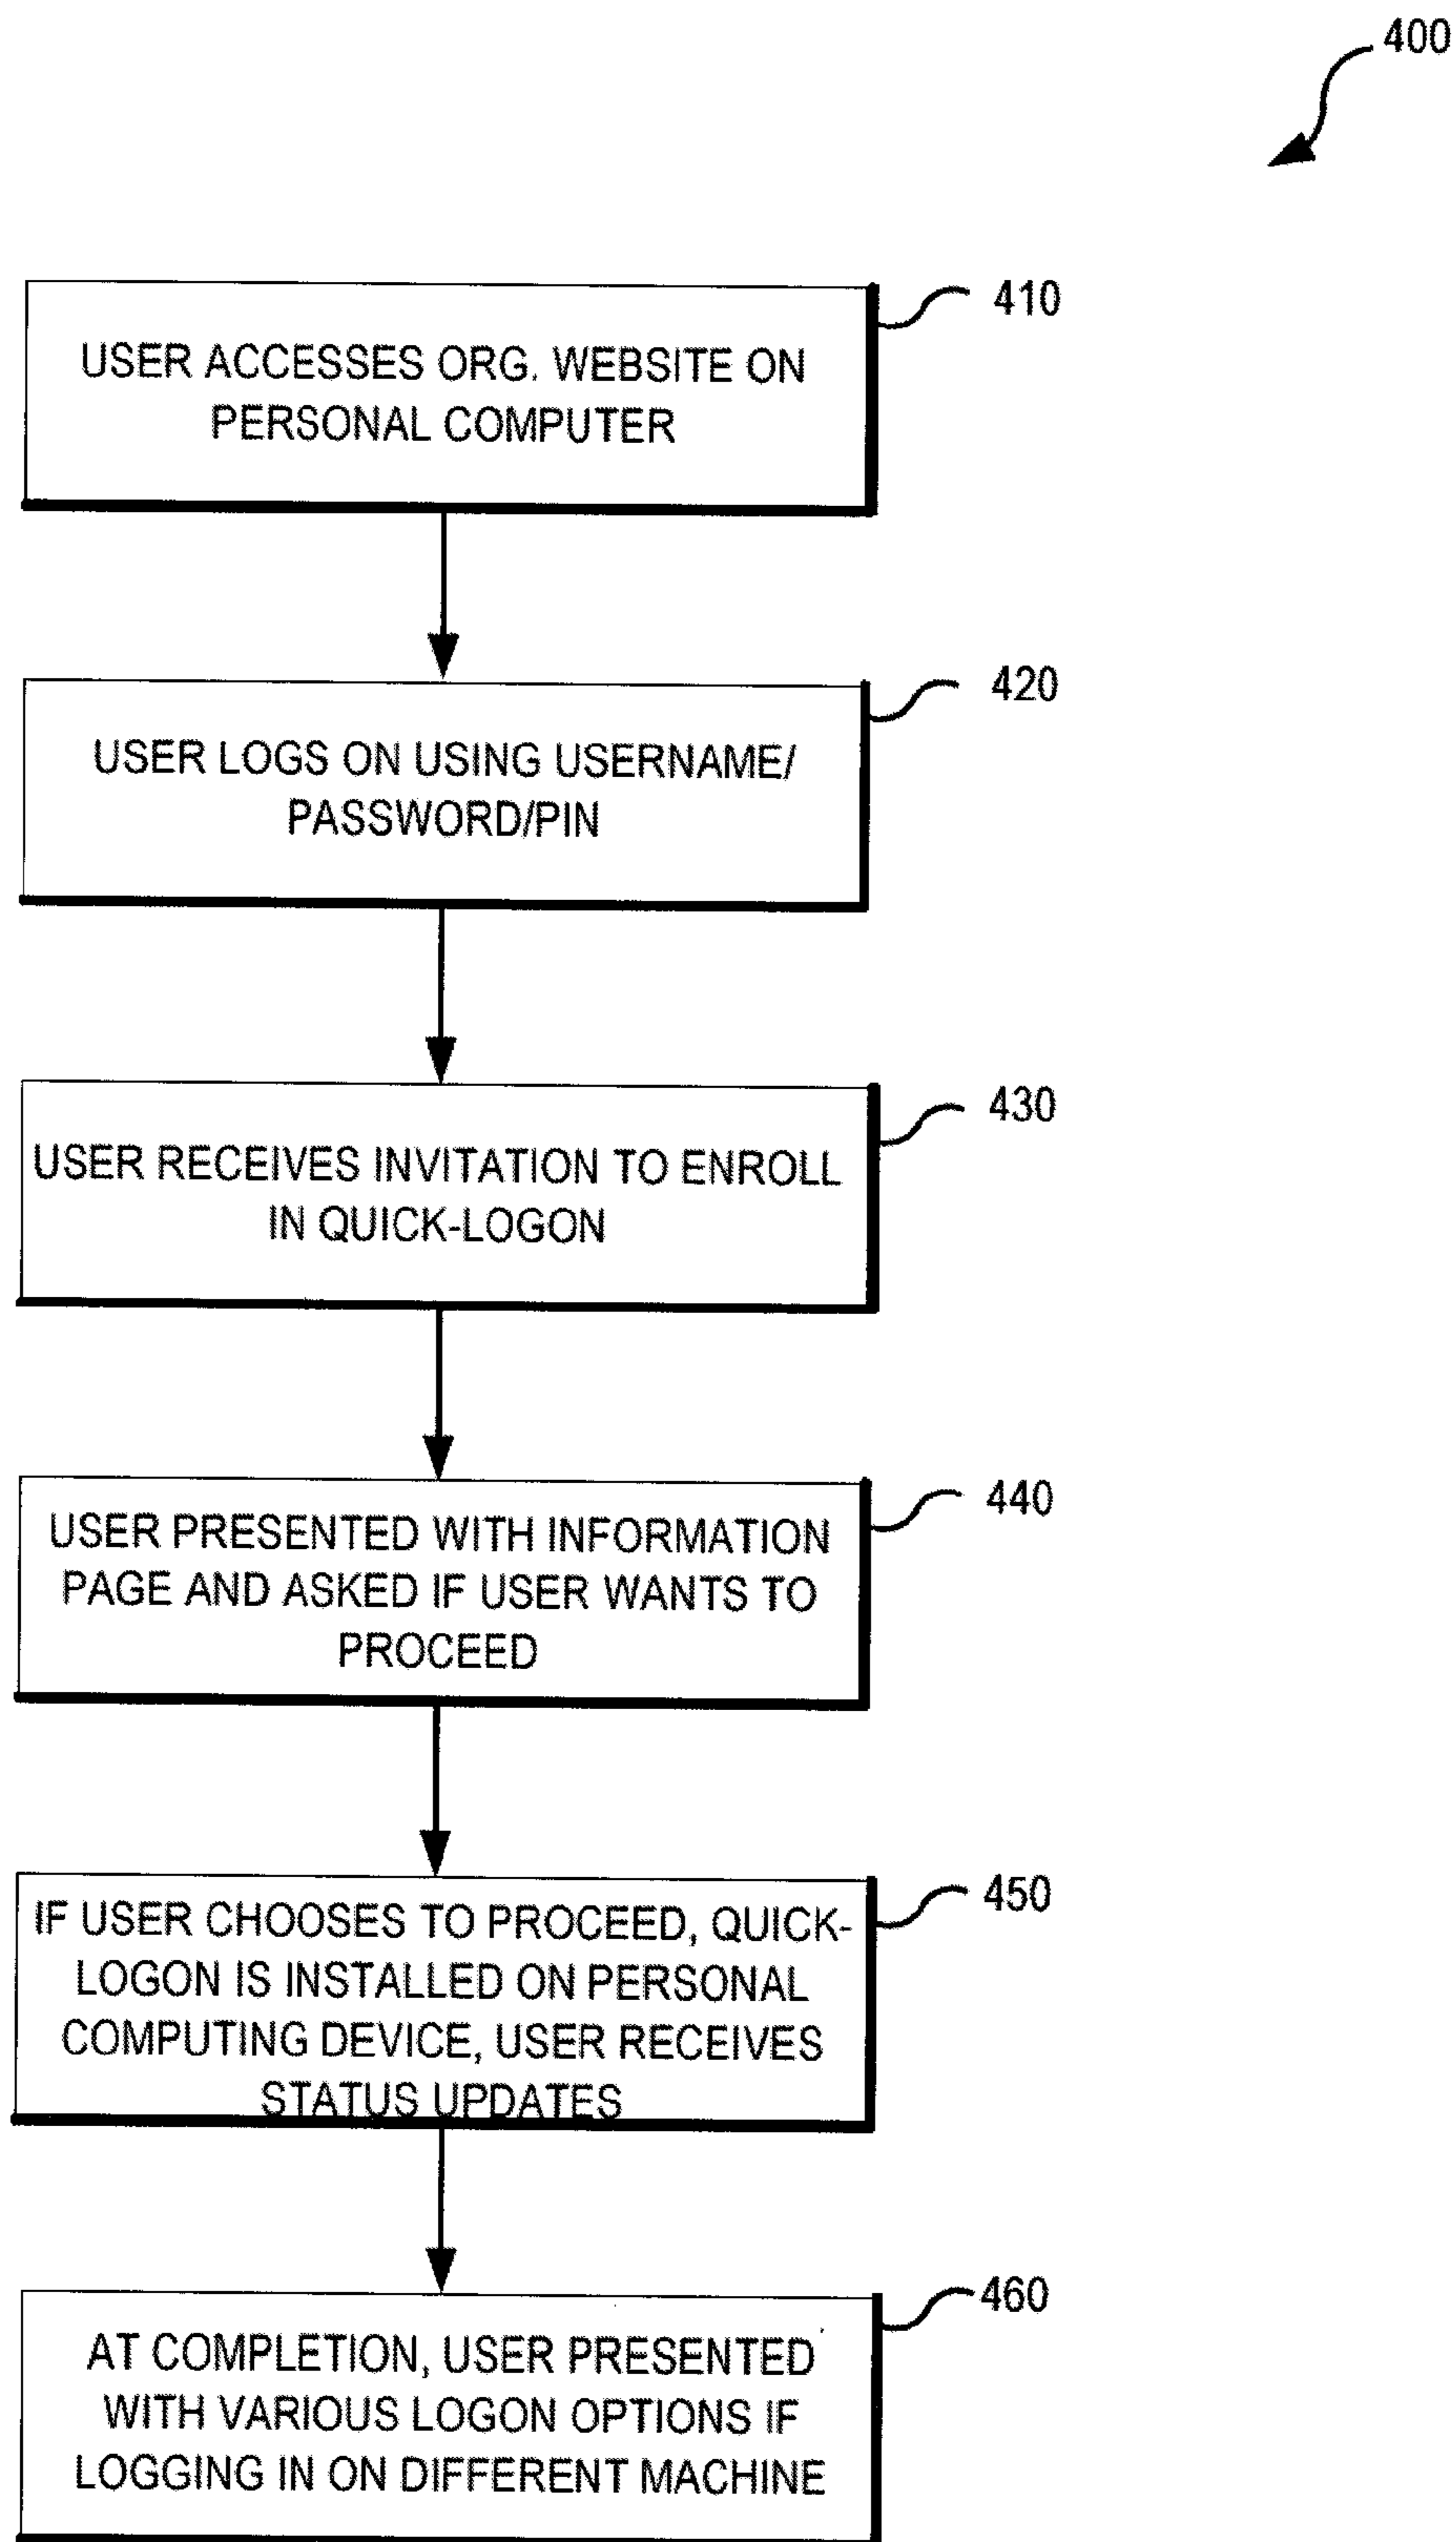 400
410
USER ACCESSES ORG. WEBSITE ON
PERSONAL COMPUTER
420
USER LOGS ON USING USERNAME/
PASSWORD/PIN
430
USER RECEIVES INVITATION TO ENROLL
IN QUICK-LOGON
440
USER PRESENTED WITH INFORMATION
PAGE AND ASKED IF USER WANTS TO
PROCEED
450
IF USER CHOOSES TO PROCEED, QUICK-
LOGON IS INSTALLED ON PERSONAL
COMPUTING DEVICE, USER RECEIVES
STATUS UPDATES
460
AT COMPLETION, USER PRESENTED
WITH VARIOUS LOGON OPTIONS IF
LOGGING IN ON DIFFERENT MACHINE